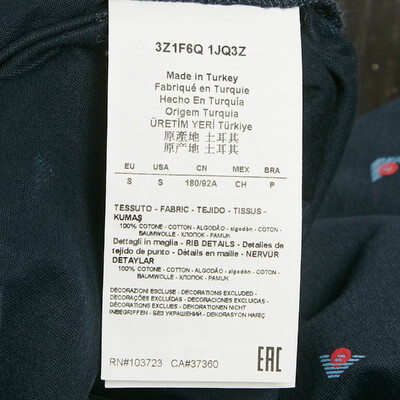 3Z1F6Q 1JQ3Z
Made in Turkey
Fabriqué en Turquie
Hecho En Turquía
Origem Turquia
ÜRETİM YERİ Türkiye
原產地 土耳其
原产地 土耳其
EU USA CN MEX BRA
S S 180/92A CH P
TESSUTO - FABRIC - TEJIDO - TISSUS -
KUMAŞ
100% COTONE - COTTON - ALGODÃO - algodón - COTON -
BAUMWOLLE - ХЛОПОК - PAMUK
Dettagli in maglia - RIB DETAILS - Detalles de
tejido de punto - Détails en maille - NERVÜR
DETAYLAR
100% COTONE - COTTON - ALGODÃO - algodón - COTON -
BAUMWOLLE - ХЛОПОК - PAMUK
DECORAZIONI ESCLUSE - DECORATIONS EXCLUDED -
DECORAÇÕES EXCLUÍDAS - DECORACIONES EXCLUIDAS -
DÉCORATIONS EXCLUES - DEKORATIONEN NICHT
INBEGRIFFEN - БЕЗ УКРАШЕНИЙ - DEKORASYON HARİÇ
RN#103723 CA#37360 EAC